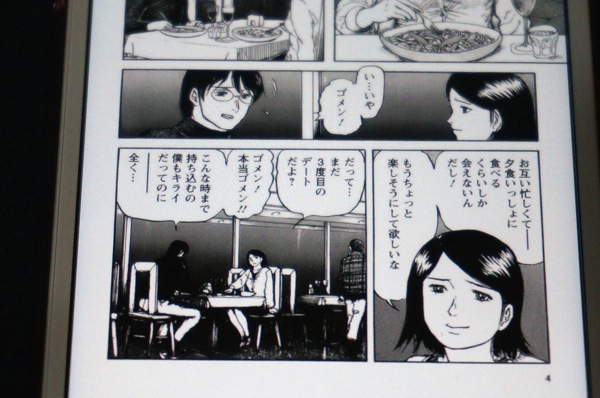 い…いや
ゴメン!
お互い忙しくて──
夕食いっしょに
食べる
くらいしか
会えないん
だし!
もうちょっと
楽しそうにして欲しいな
だって…
まだ
3度目の
デート
だよ?
ゴメン!
本当ゴメン!!
こんな時まで
持ち込むの
僕もキライ
だってのに
──
全く…
4